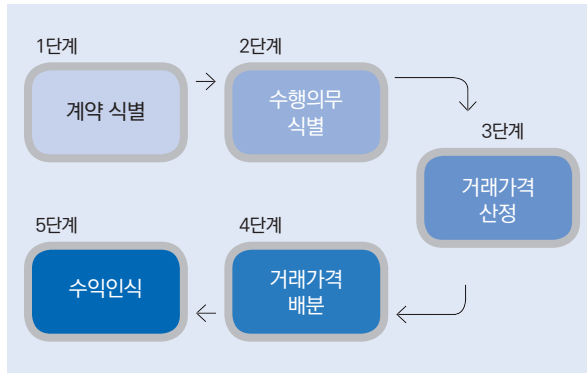 1단계
계약 식별
2단계
수행의무
식별
3단계
거래가격
산정
4단계
거래가격
배분
5단계
수익인식